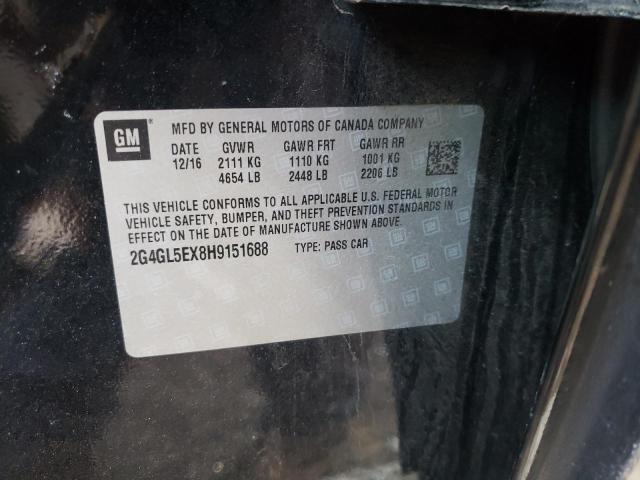 GM ®
MFD BY GENERAL MOTORS OF CANADA COMPANY
DATE GVWR GAWR FRT GAWR RR
12/16 2111 KG 1110 KG 1001 KG
4654 LB 2448 LB 2206 LB
THIS VEHICLE CONFORMS TO ALL APPLICABLE U.S. FEDERAL MOTOR
VEHICLE SAFETY, BUMPER, AND THEFT PREVENTION STANDARDS IN
EFFECT ON THE DATE OF MANUFACTURE SHOWN ABOVE.
2G4GL5EX8H9151688 TYPE: PASS CAR